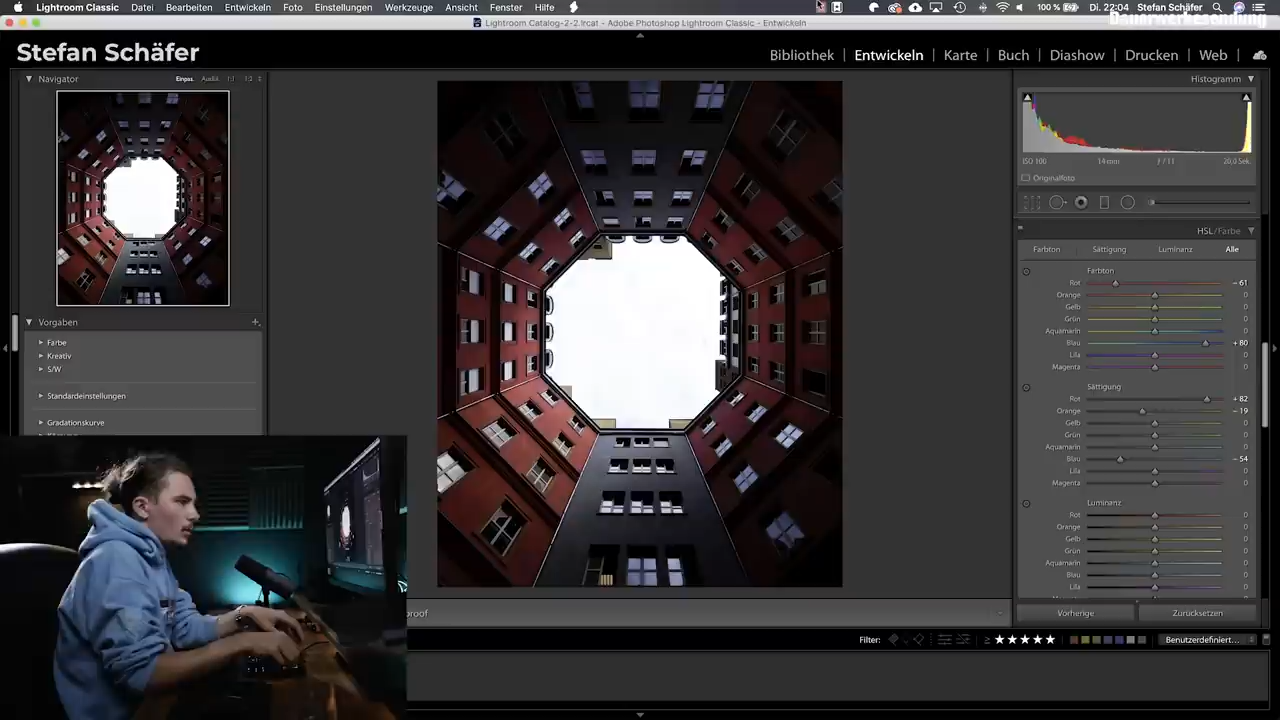 Lightroom Classic Datei Bearbeiten Entwickeln Foto Einstellungen Werkzeuge Ansicht Fenster Hilfe 100 % Di. 22:04 Stefan Schäfer
Lightroom Catalog-2-2.lrcat - Adobe Photoshop Lightroom Classic - Entwickeln
Dauerwerbesendung
Stefan Schäfer
Bibliothek Entwickeln Karte Buch Diashow Drucken Web
Navigator Einpas. Ausfül. 1:1 1:2
Histogramm
ISO 100 14 mm f / 11 20,0 Sek.
Originalfoto
HSL/Farbe
Farbton Sättigung Luminanz Alle
Farbton
Rot - 61
Orange 0
Gelb 0
Grün 0
Aquamarin 0
Blau + 80
Lila 0
Magenta 0
Sättigung
Rot + 82
Orange - 19
Gelb 0
Grün 0
Aquamarin 0
Blau - 54
Lila 0
Magenta 0
Luminanz
Rot 0
Orange 0
Gelb 0
Grün 0
Aquamarin 0
Blau 0
Lila 0
Vorherige Zurücksetzen
Vorgaben
Farbe
Kreativ
S/W
Standardeinstellungen
Gradationskurve
proof
Filter: ≥ ★★★★★ Benutzerdefiniert...